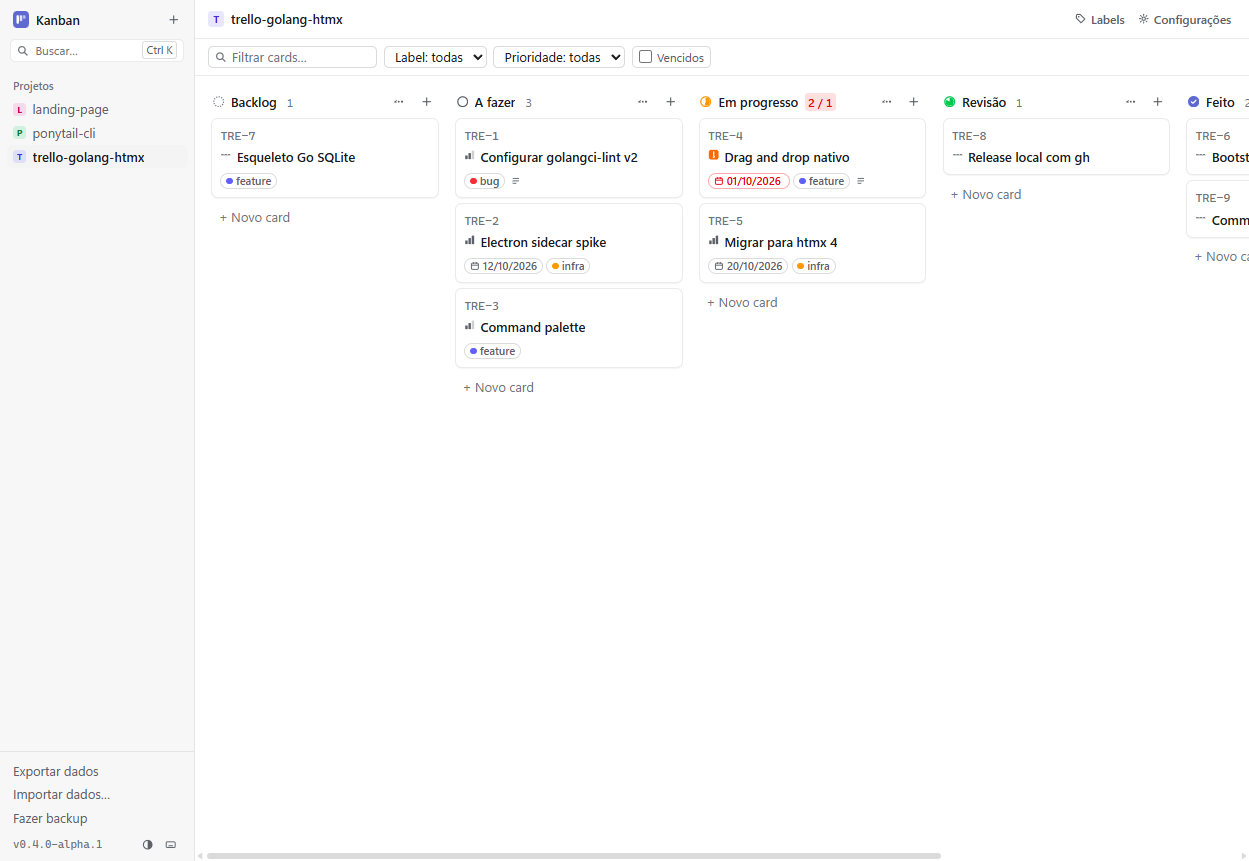 Kanban
+
Buscar...
Ctrl K
Projetos
L landing-page
P ponytail-cli
T trello-golang-htmx
Exportar dados
Importar dados...
Fazer backup
v0.4.0-alpha.1
T trello-golang-htmx
Labels
Configurações
Filtrar cards...
Label: todas
Prioridade: todas
Vencidos
Backlog 1
TRE-7
Esqueleto Go SQLite
feature
+ Novo card
A fazer 3
TRE-1
Configurar golangci-lint v2
bug
TRE-2
Electron sidecar spike
12/10/2026 infra
TRE-3
Command palette
feature
+ Novo card
Em progresso 2 / 1
TRE-4
Drag and drop nativo
01/10/2026 feature
TRE-5
Migrar para htmx 4
20/10/2026 infra
+ Novo card
Revisão 1
TRE-8
Release local com gh
+ Novo card
Feito 2
TRE-6
Bootst
TRE-9
Comm
+ Novo ca